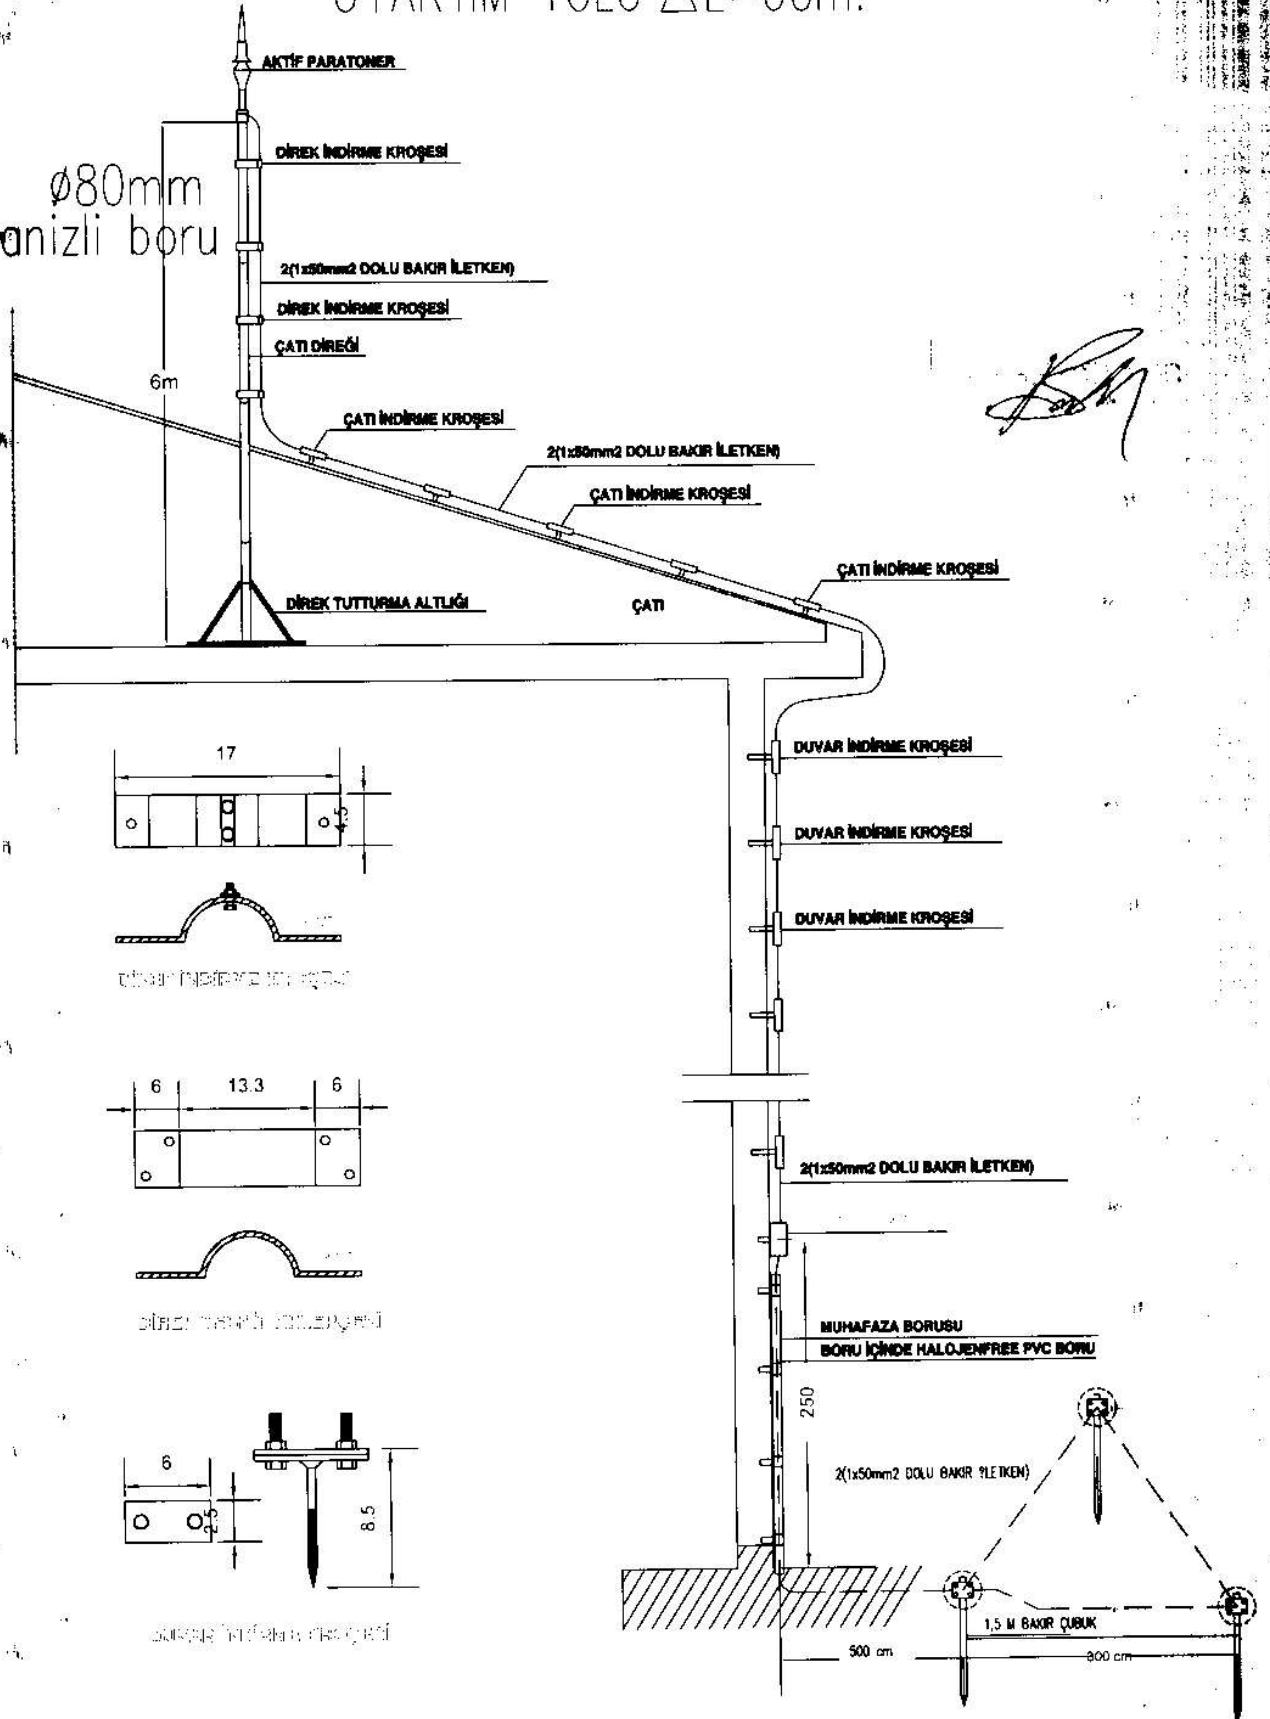 AKTİF PARATONER
DİREK İNDİRME KROŞESİ
Ø80mm
anizli boru
2(1x50mm2 DOLU BAKIR İLETKEN)
DİREK İNDİRME KROŞESİ
ÇATI DİREĞİ
6m
ÇATI İNDİRME KROŞESİ
2(1x50mm2 DOLU BAKIR İLETKEN)
ÇATI İNDİRME KROŞESİ
ÇATI İNDİRME KROŞESİ
DİREK TUTTURMA ALTLIĞI
ÇATI
17
4.5
DUVAR İNDİRME KROŞESİ
DUVAR İNDİRME KROŞESİ
DUVAR İNDİRME KROŞESİ
6 13.3 6
2(1x50mm2 DOLU BAKIR İLETKEN)
MUHAFAZA BORUSU
BORU İÇİNDE HALOJENFREE PVC BORU
250
6
2.5
8.5
2(1x50mm2 DOLU BAKIR ?LETKEN)
1,5 M BAKIR ÇUBUK
500 cm
300 cm